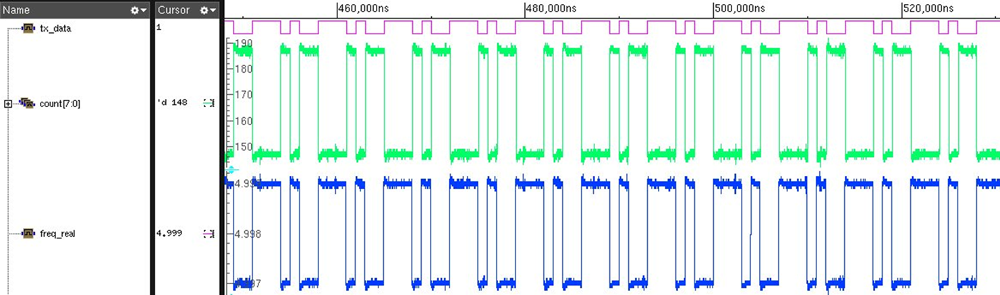 Name
Cursor
460,000ns
480,000ns
500,000ns
520,000ns
tx_data
1
190
180
170
160
150
count[7:0]
'd 148
freq_real
4.999
4.998